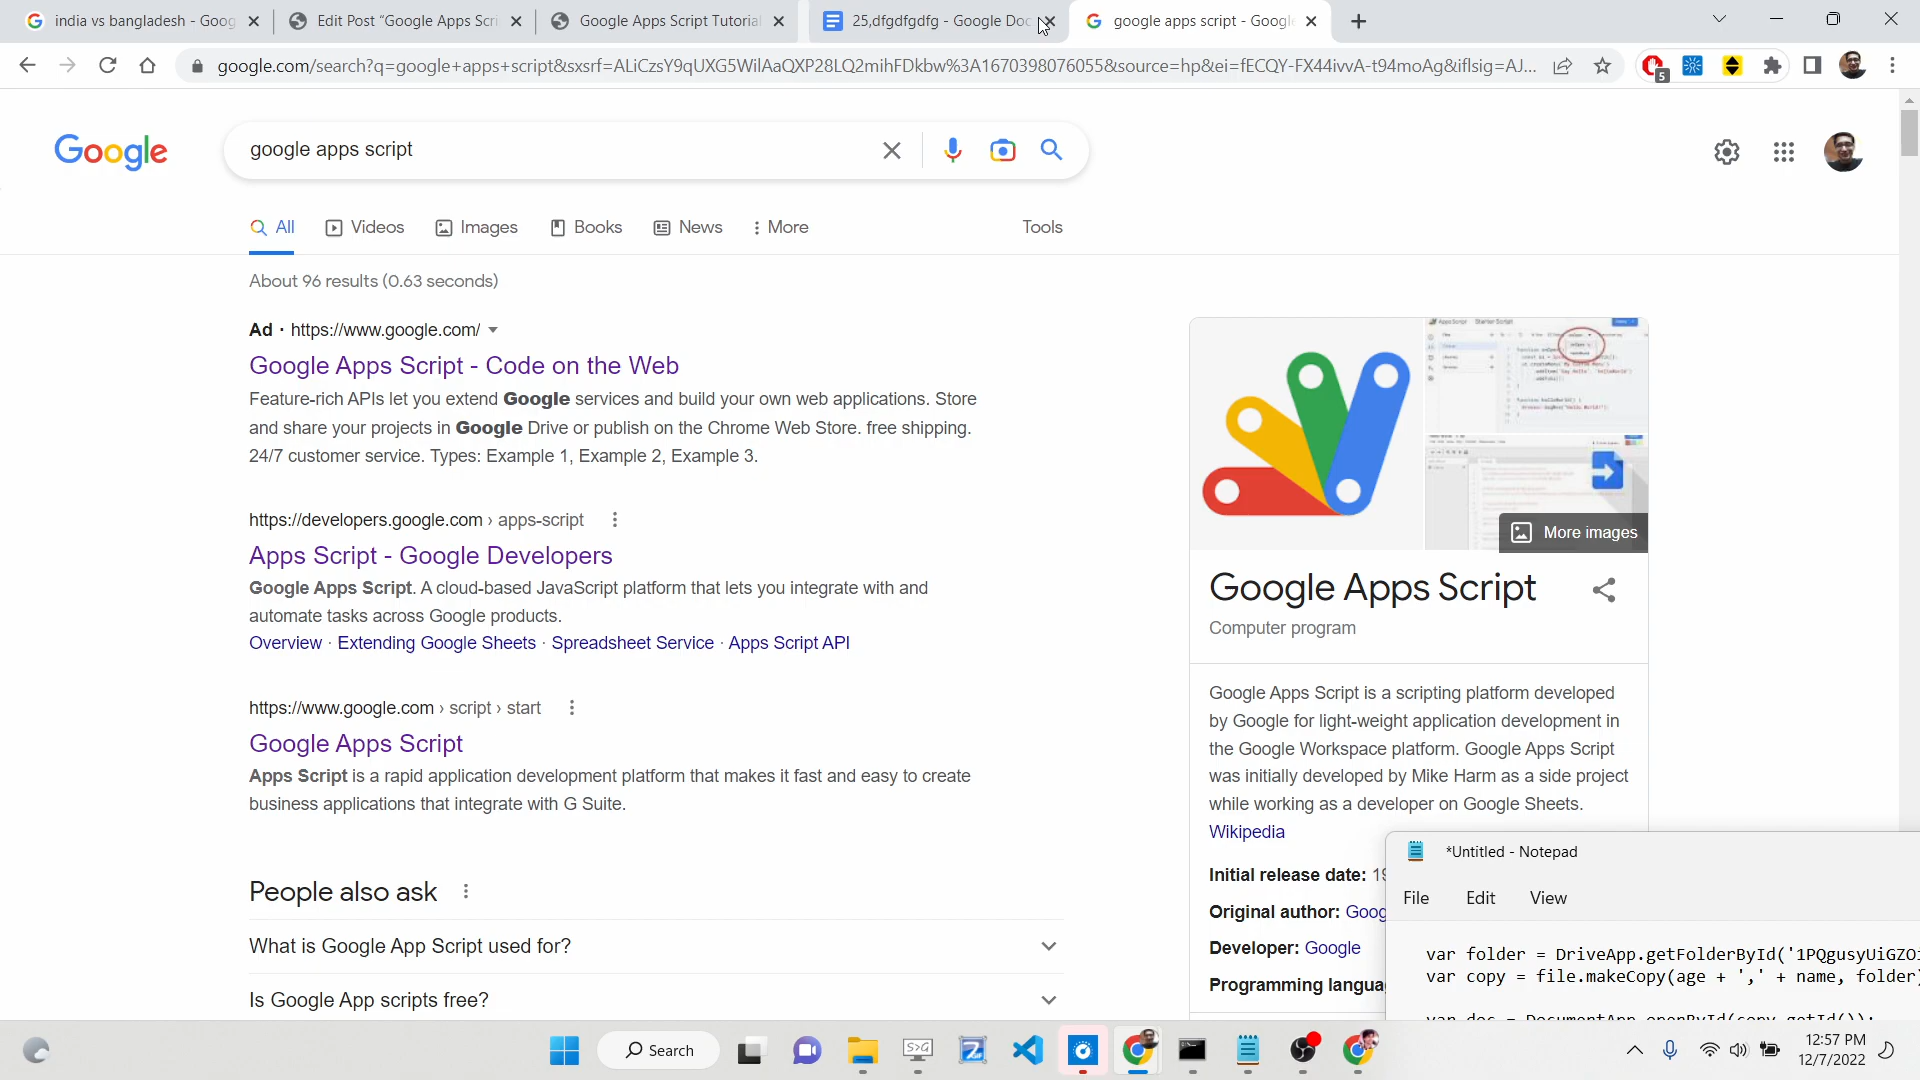 india vs bangladesh - Goog
Edit Post “Google Apps Scri
Google Apps Script Tutorial
25,dfgdfgdfg - Google Doc
google apps script - Googl
google.com/search?q=google+apps+script&sxsrf=ALiCzsY9qUXG5WilAaQXP28LQ2mihFDkbw%3A1670398076055&source=hp&ei=fECQY-FX44ivvA-t94moAg&iflsig=AJ...
5
Google
google apps script
All
Videos
Images
Books
News
More
Tools
About 96 results (0.63 seconds)
Ad · https://www.google.com/
Google Apps Script - Code on the Web
Feature-rich APIs let you extend Google services and build your own web applications. Store
and share your projects in Google Drive or publish on the Chrome Web Store. free shipping.
24/7 customer service. Types: Example 1, Example 2, Example 3.
https://developers.google.com › apps-script
Apps Script - Google Developers
Google Apps Script. A cloud-based JavaScript platform that lets you integrate with and
automate tasks across Google products.
Overview · Extending Google Sheets · Spreadsheet Service · Apps Script API
https://www.google.com › script › start
Google Apps Script
Apps Script is a rapid application development platform that makes it fast and easy to create
business applications that integrate with G Suite.
People also ask
What is Google App Script used for?
Is Google App scripts free?
More images
Google Apps Script
Computer program
Google Apps Script is a scripting platform developed
by Google for light-weight application development in
the Google Workspace platform. Google Apps Script
was initially developed by Mike Harm as a side project
while working as a developer on Google Sheets.
Wikipedia
Initial release date:
Original author: Goog
Developer: Google
Programming langua
*Untitled - Notepad
File
Edit
View
var folder = DriveApp.getFolderById('1PQgusyUiGZO
var copy = file.makeCopy(age + ',' + name, folder)
var doc = DocumentApp.openById(copy.getId());
Search
12:57 PM
12/7/2022